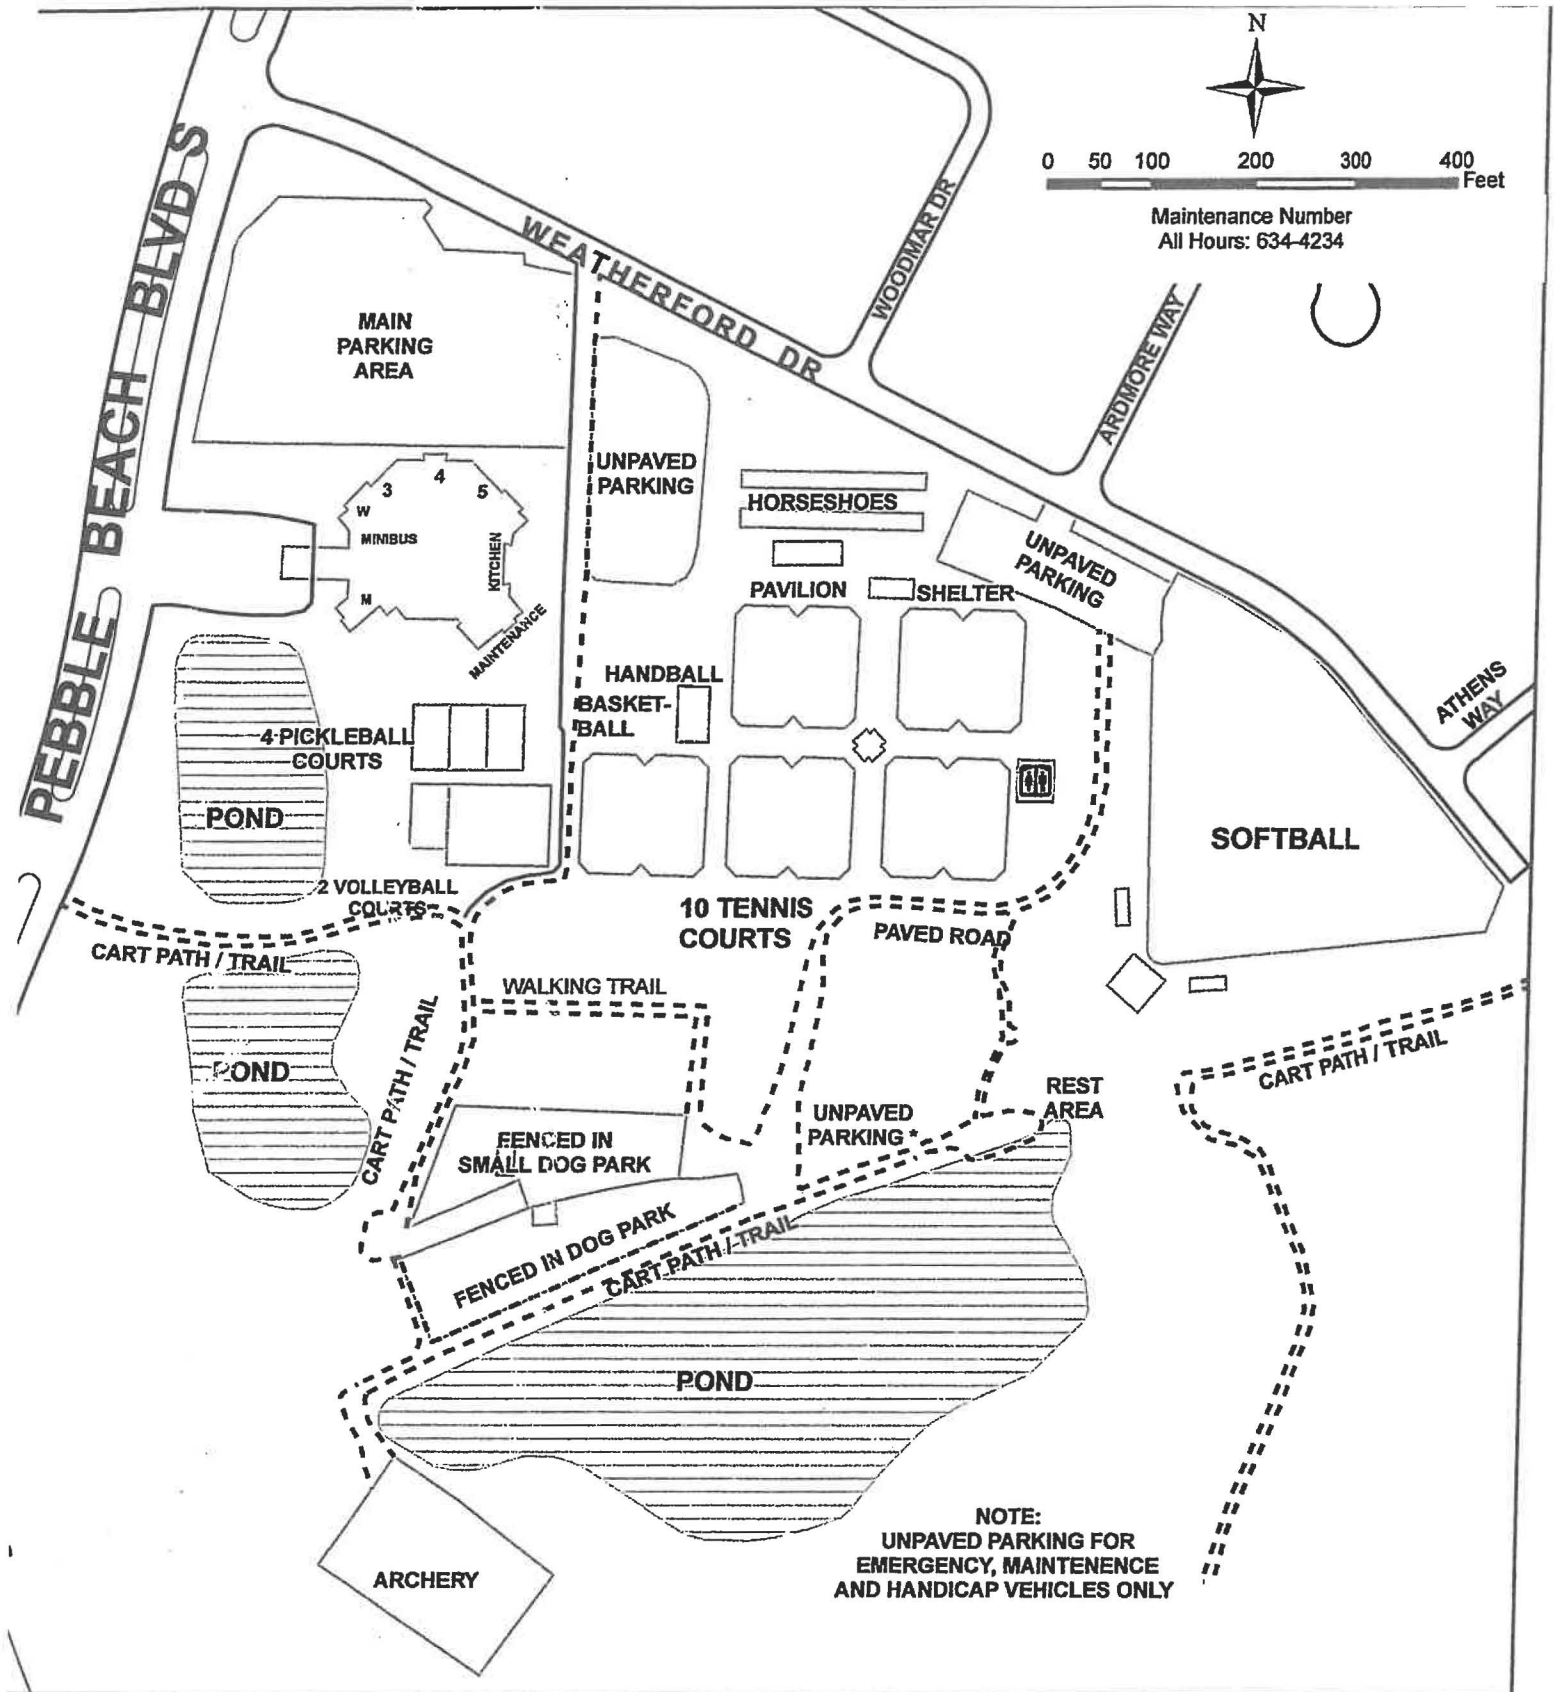 N
0 50 100 200 300 400
Feet
Maintenance Number
All Hours: 634-4234
PEBBLE BEACH BLVD S
WEATHERFORD DR
WOODMAR DR
ARDMORE WAY
ATHENS
WAY
MAIN
PARKING
AREA
UNPAVED
PARKING
3
4
5
W
MINIBUS
KITCHEN
M
MAINTENANCE
HORSESHOES
PAVILION
SHELTER
UNPAVED
PARKING
HANDBALL
BASKET-
BALL
4 PICKLEBALL
COURTS
POND
2 VOLLEYBALL
COURTS
CART PATH / TRAIL
10 TENNIS
COURTS
PAVED ROAD
SOFTBALL
WALKING TRAIL
CART PATH / TRAIL
POND
CART PATH / TRAIL
REST
AREA
UNPAVED
PARKING *
FENCED IN
SMALL DOG PARK
FENCED IN DOG PARK
CART PATH / TRAIL
POND
ARCHERY
NOTE:
UNPAVED PARKING FOR
EMERGENCY, MAINTENENCE
AND HANDICAP VEHICLES ONLY